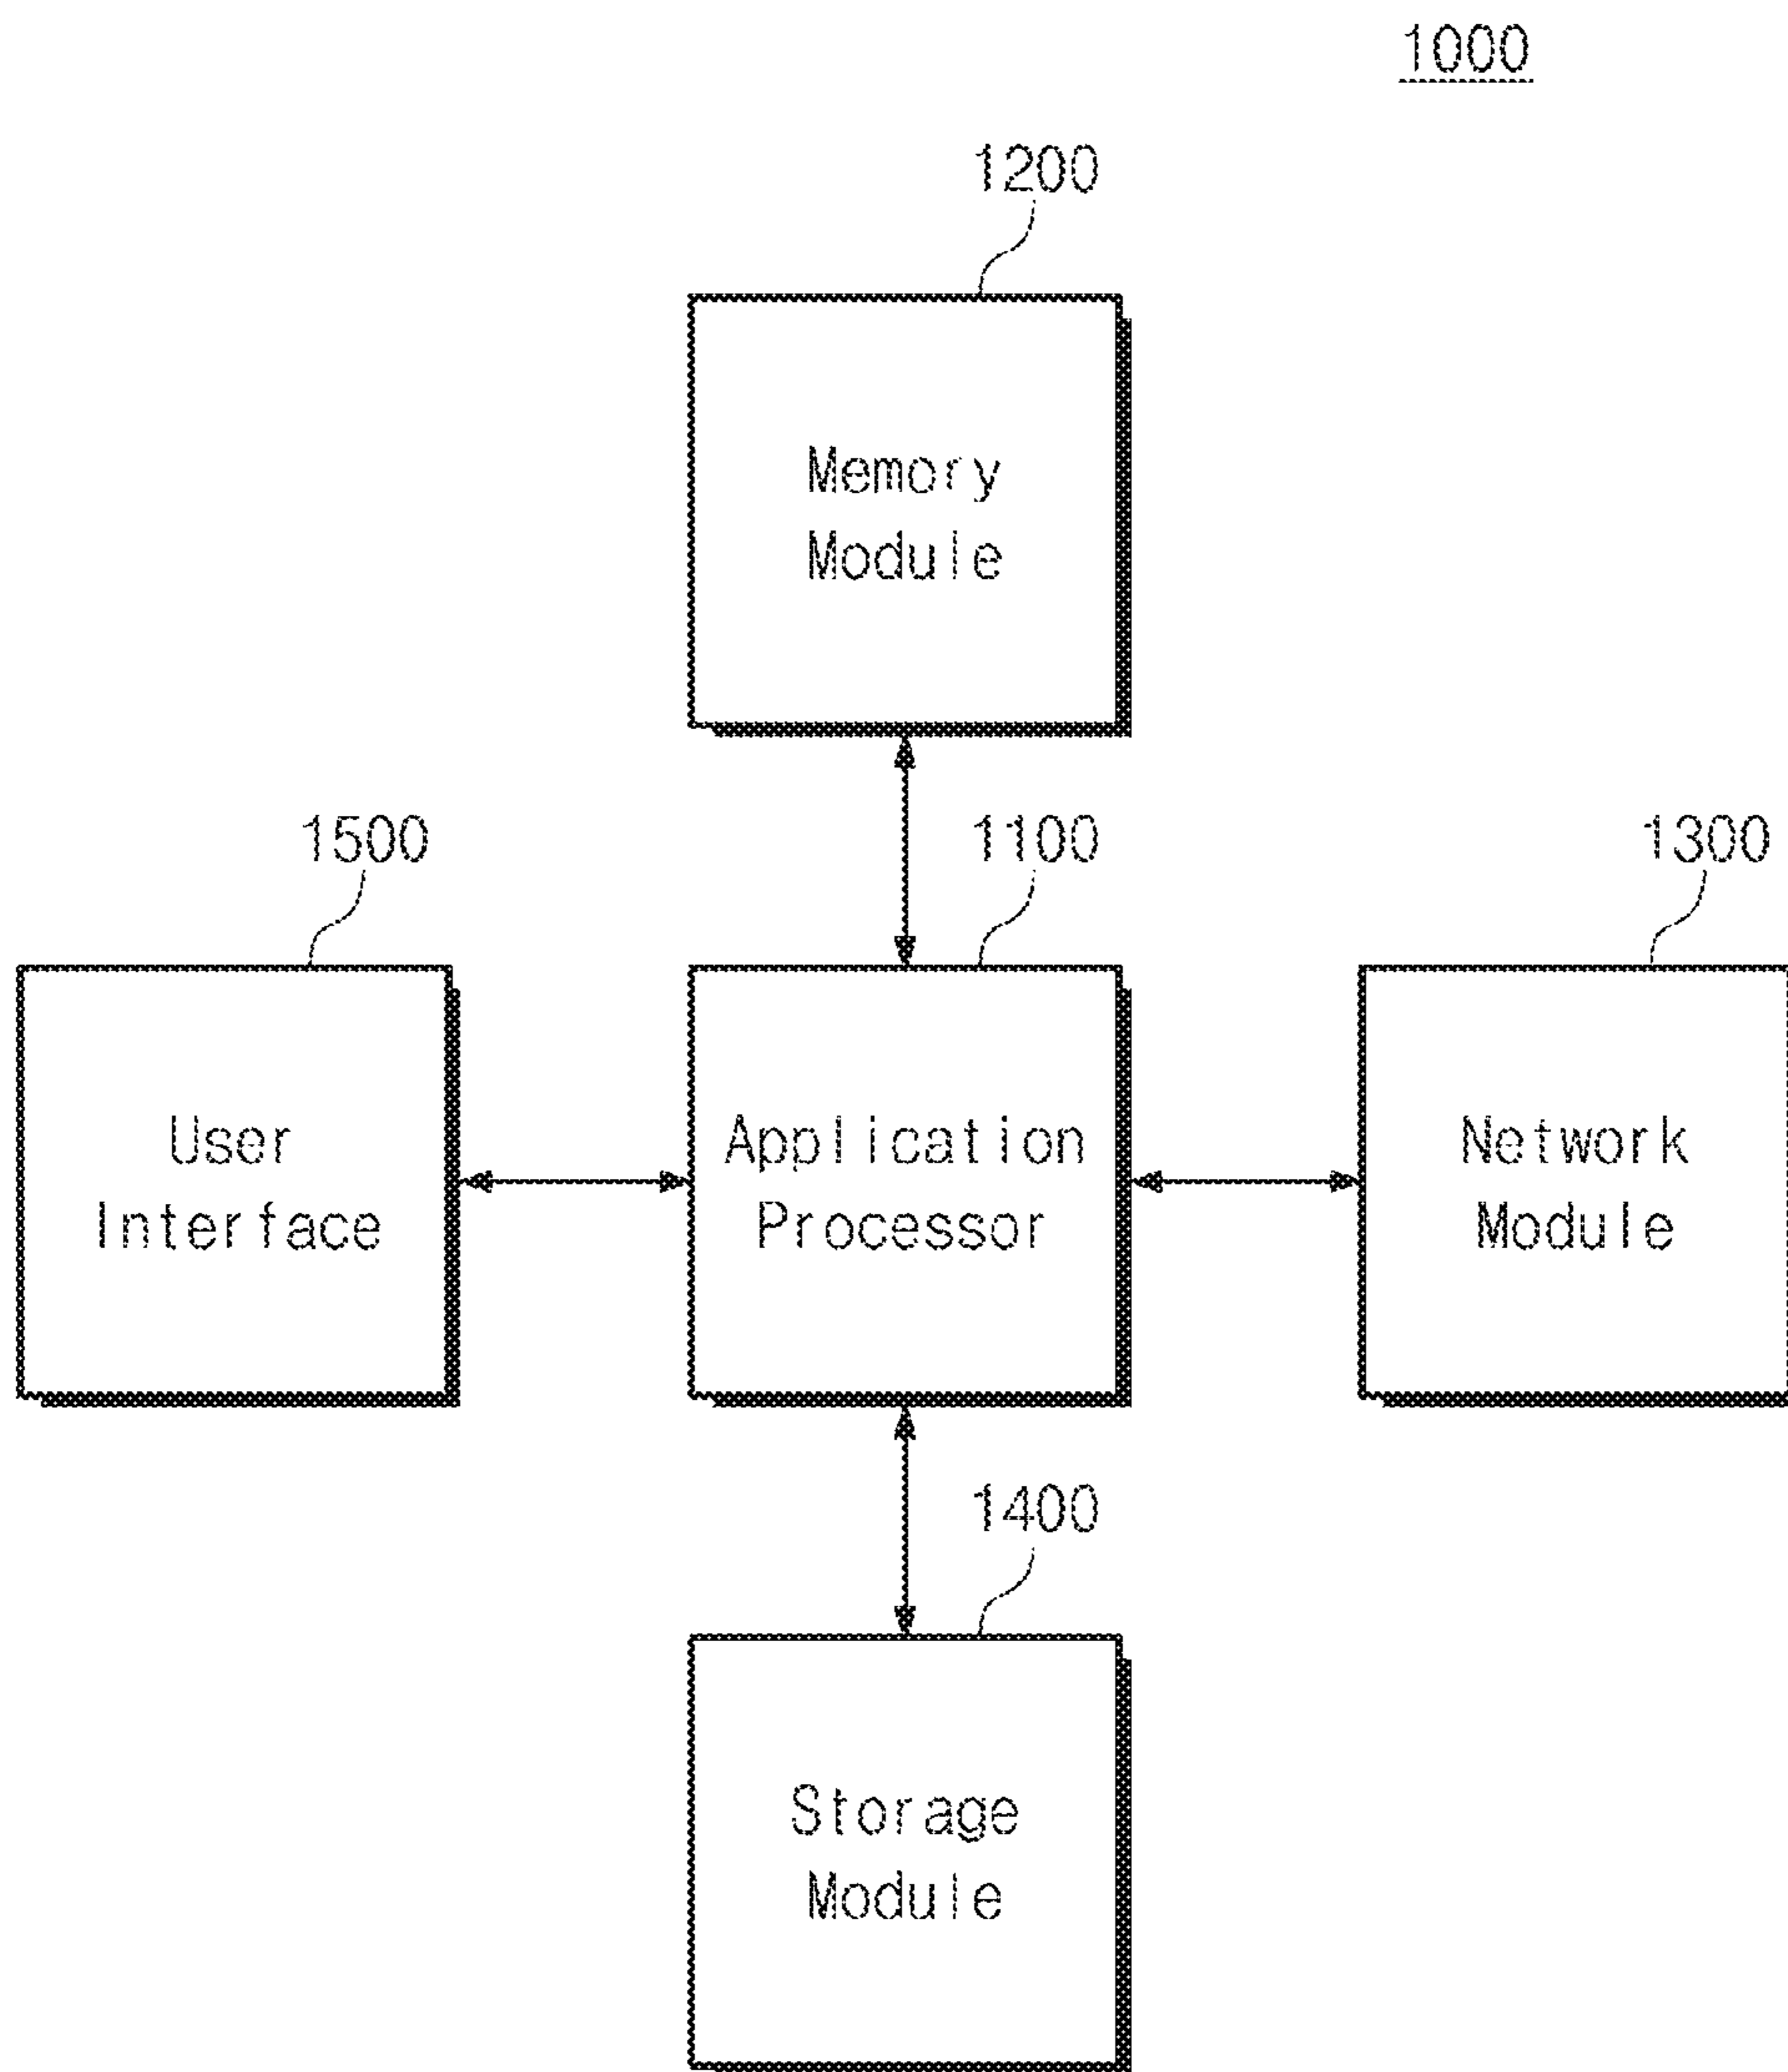 1000
1200
Memory
Module
1500
1100
1300
User
Interface
Application
Processor
Network
Module
1400
Storage
Module